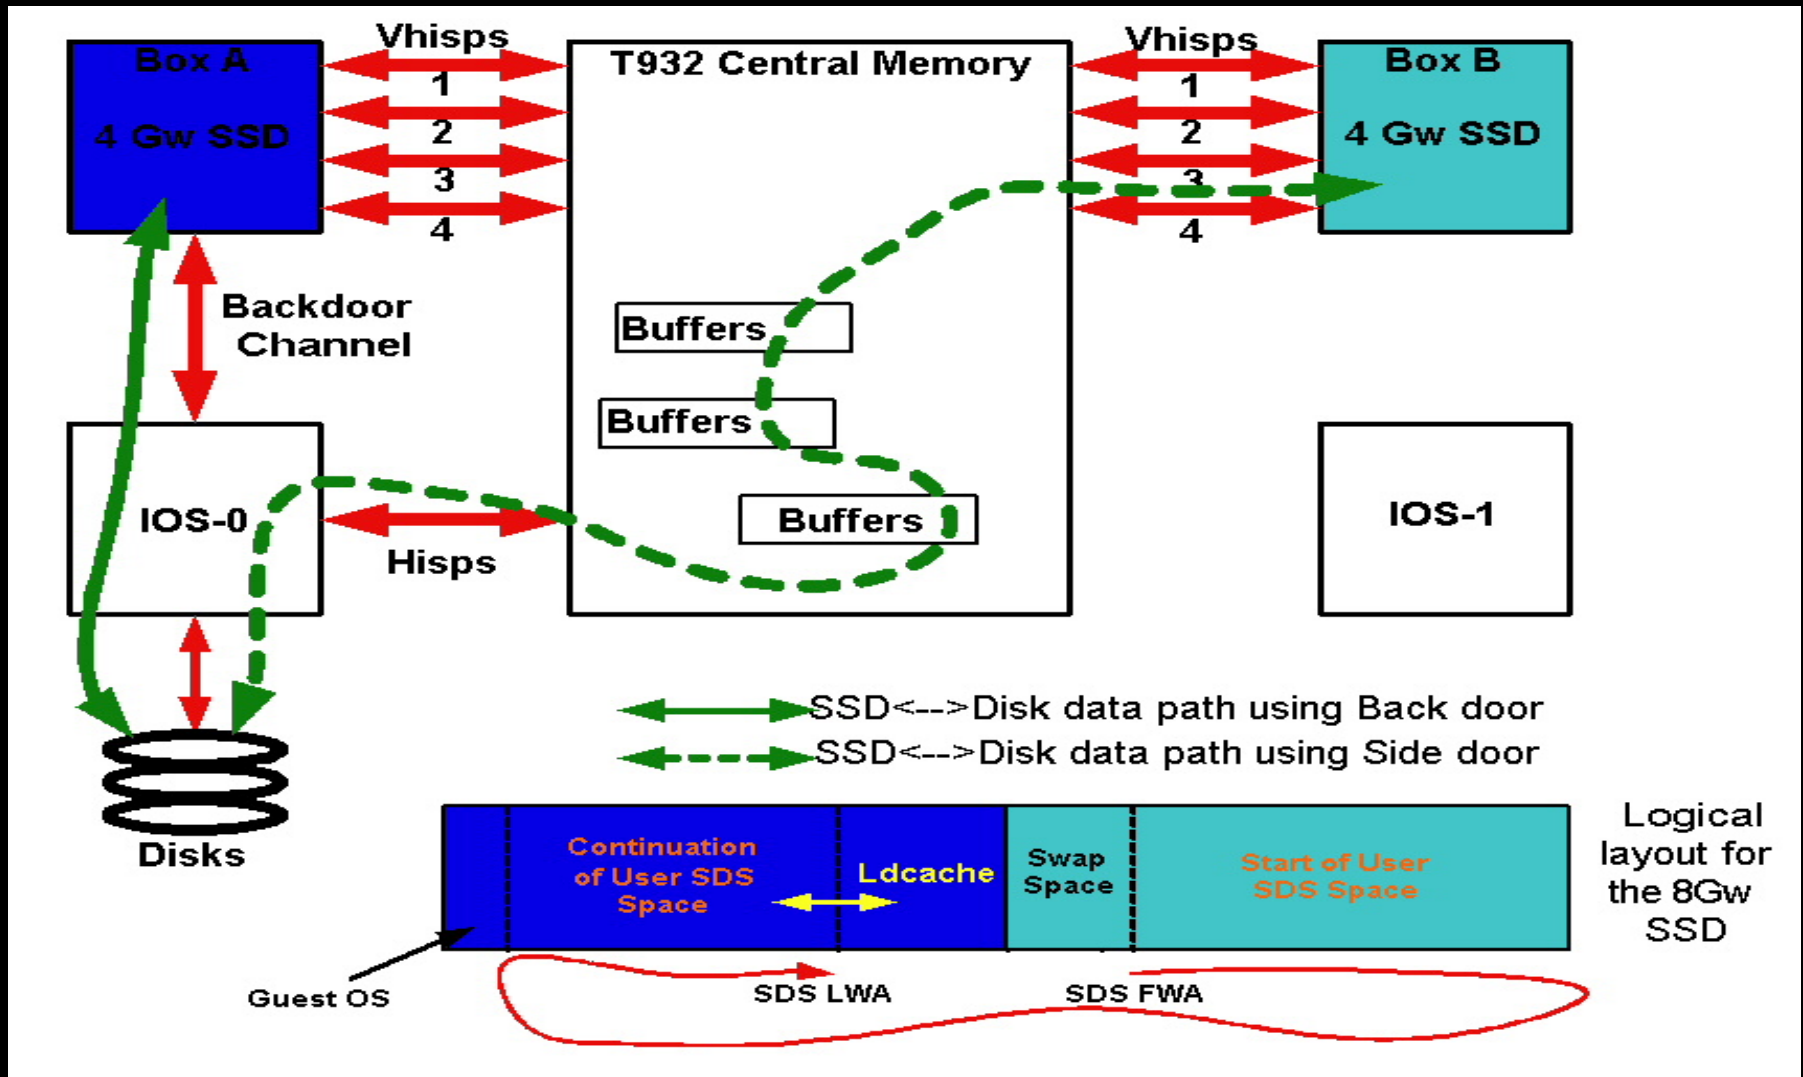 Box A
4 Gw SSD
Vhisps
1
2
3
4
T932 Central Memory
Vhisps
1
2
3
4
Box B
4 Gw SSD
Backdoor
Channel
Buffers
Buffers
Buffers
IOS-0
Hisps
IOS-1
Disks
SSD<-->Disk data path using Back door
SSD<-->Disk data path using Side door
Continuation
of User SDS
Space
Ldcache
Swap
Space
Start of User
SDS Space
Logical
layout for
the 8Gw
SSD
Guest OS
SDS LWA
SDS FWA